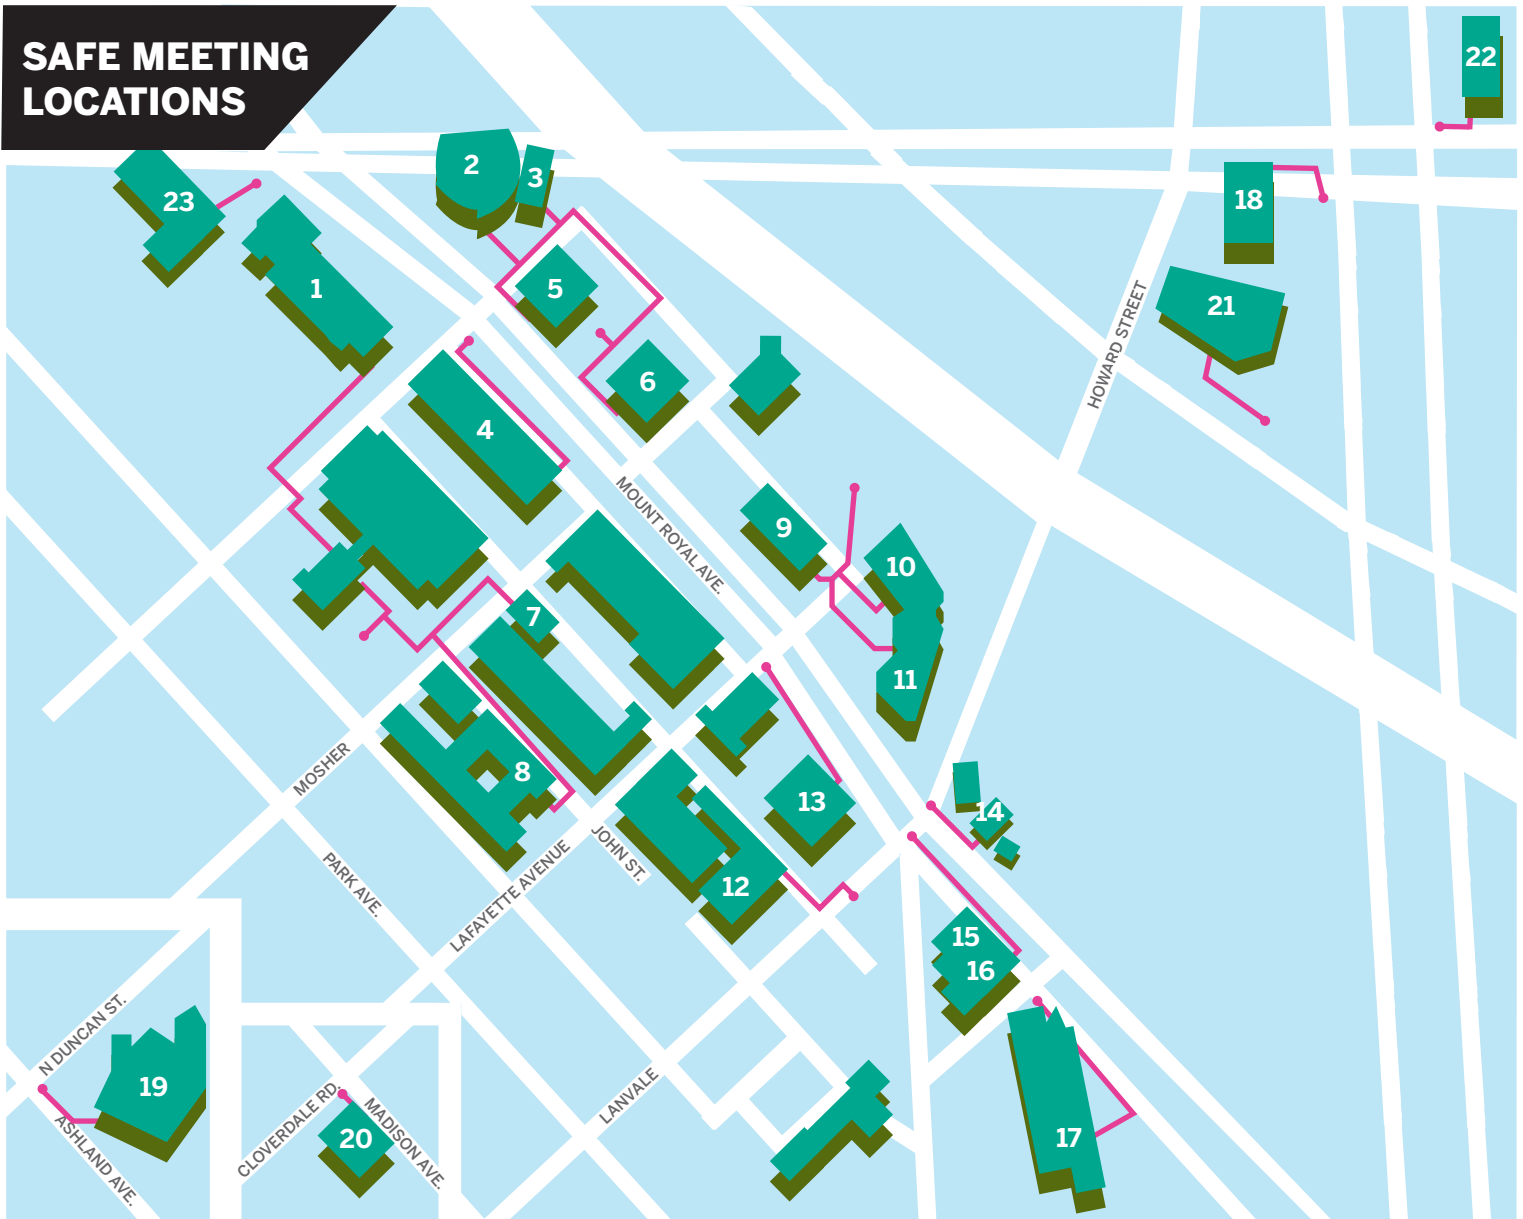 SAFE MEETING
LOCATIONS
22
2
3
23
18
1
5
21
HOWARD STREET
6
4
MOUNT ROYAL AVE.
9
10
7
11
MOSHER
8
13
14
JOHN ST.
PARK AVE.
LAFAYETTE AVENUE
12
15
16
N DUNCAN ST.
19
ASHLAND AVE.
CLOVERDALE RD.
MADISON AVE.
20
LANVALE
17